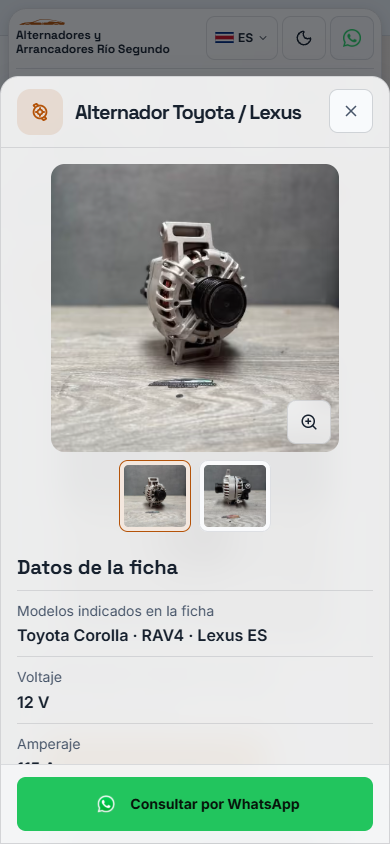 Alternadores y
Arrancadores Río Segundo
ES
Alternador Toyota / Lexus
Datos de la ficha
Modelos indicados en la ficha
Toyota Corolla · RAV4 · Lexus ES
Voltaje
12 V
Amperaje
Consultar por WhatsApp